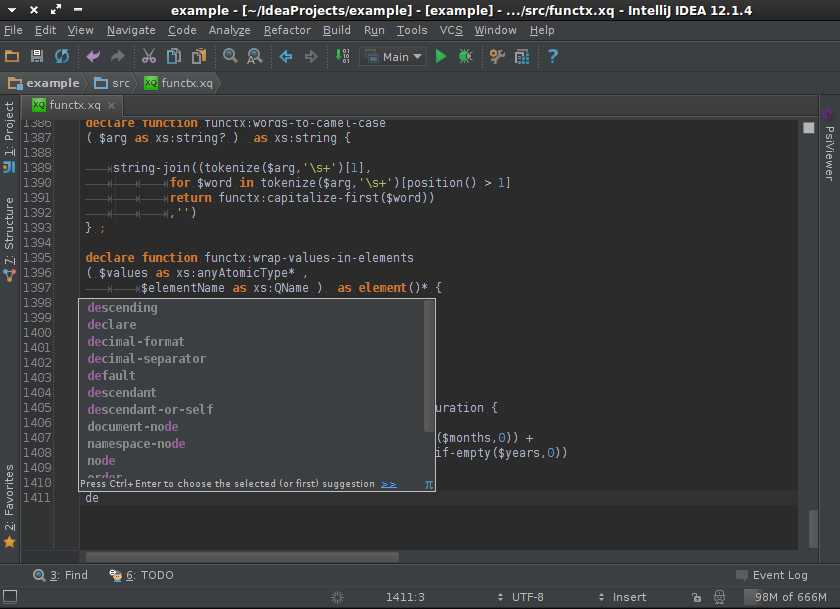 example - [~/IdeaProjects/example] - [example] - .../src/functx.xq - IntelliJ IDEA 12.1.4
File Edit View Navigate Code Analyze Refactor Build Run Tools VCS Window Help
Main
example src functx.xq
functx.xq
1: Project
7: Structure
2: Favorites
PsiViewer
1386 declare function functx:words-to-camel-case
1387 ( $arg as xs:string? ) as xs:string {
1388
1389 string-join((tokenize($arg,'\s+')[1],
1390 for $word in tokenize($arg,'\s+')[position() > 1]
1391 return functx:capitalize-first($word))
1392 ,'')
1393 } ;
1394
1395 declare function functx:wrap-values-in-elements
1396 ( $values as xs:anyAtomicType* ,
1397 $elementName as xs:QName ) as element()* {
1398
1399
1400
1401
1402
1403
1404
1405 uration {
1406
1407 ($months,0)) +
1408 if-empty($years,0))
1409
1410
1411 de
descending
declare
decimal-format
decimal-separator
default
descendant
descendant-or-self
document-node
namespace-node
node
order
Press Ctrl+Enter to choose the selected (or first) suggestion >> π
3: Find 6: TODO Event Log
1411:3 UTF-8 Insert 98M of 666M